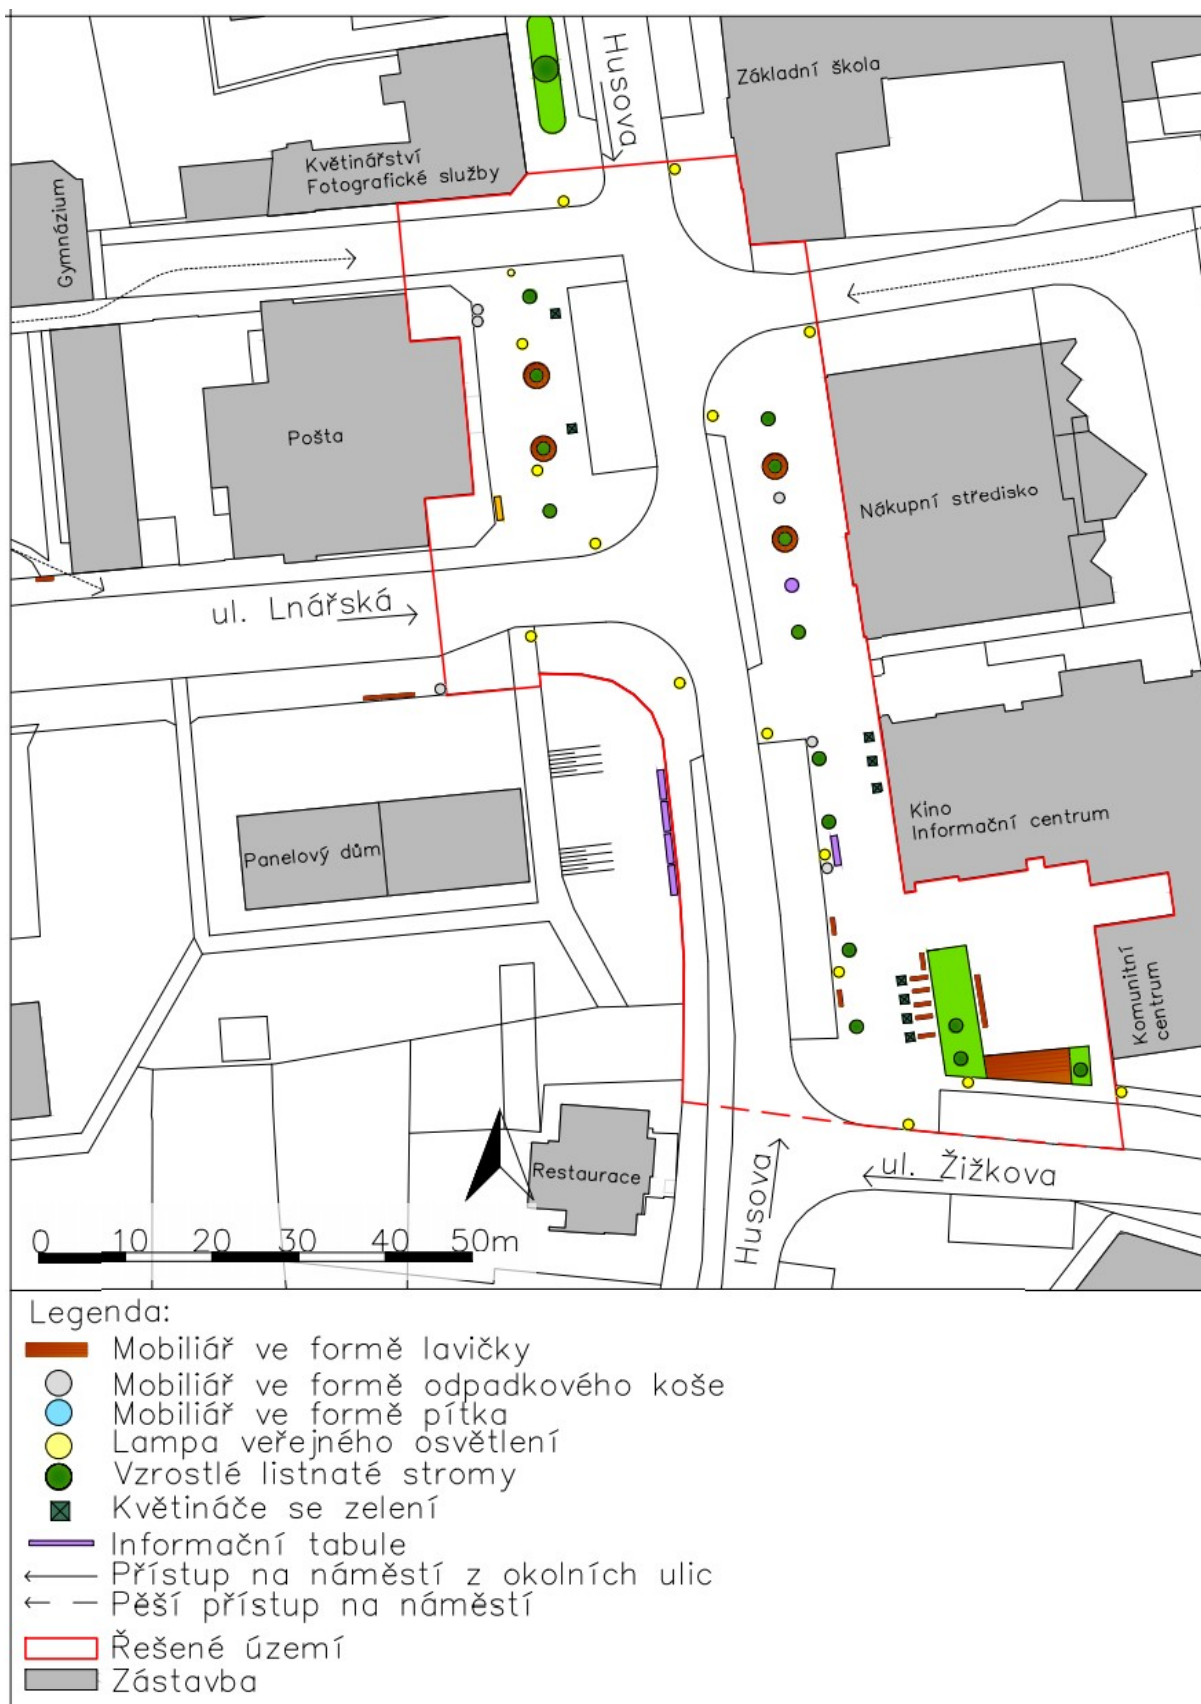 Husova
Základní škola
Květinářství
Fotografické služby
Gymnázium
Pošta
Nákupní středisko
ul. Lnářská
Kino
Informační centrum
Panelový dům
Komunitní
centrum
Restaurace
Husova
ul. Žižkova
0 10 20 30 40 50m
Legenda:
Mobiliář ve formě lavičky
Mobiliář ve formě odpadkového koše
Mobiliář ve formě pítka
Lampa veřejného osvětlení
Vzrostlé listnaté stromy
Květináče se zelení
Informační tabule
Přístup na náměstí z okolních ulic
Pěší přístup na náměstí
Řešené území
Zástavba